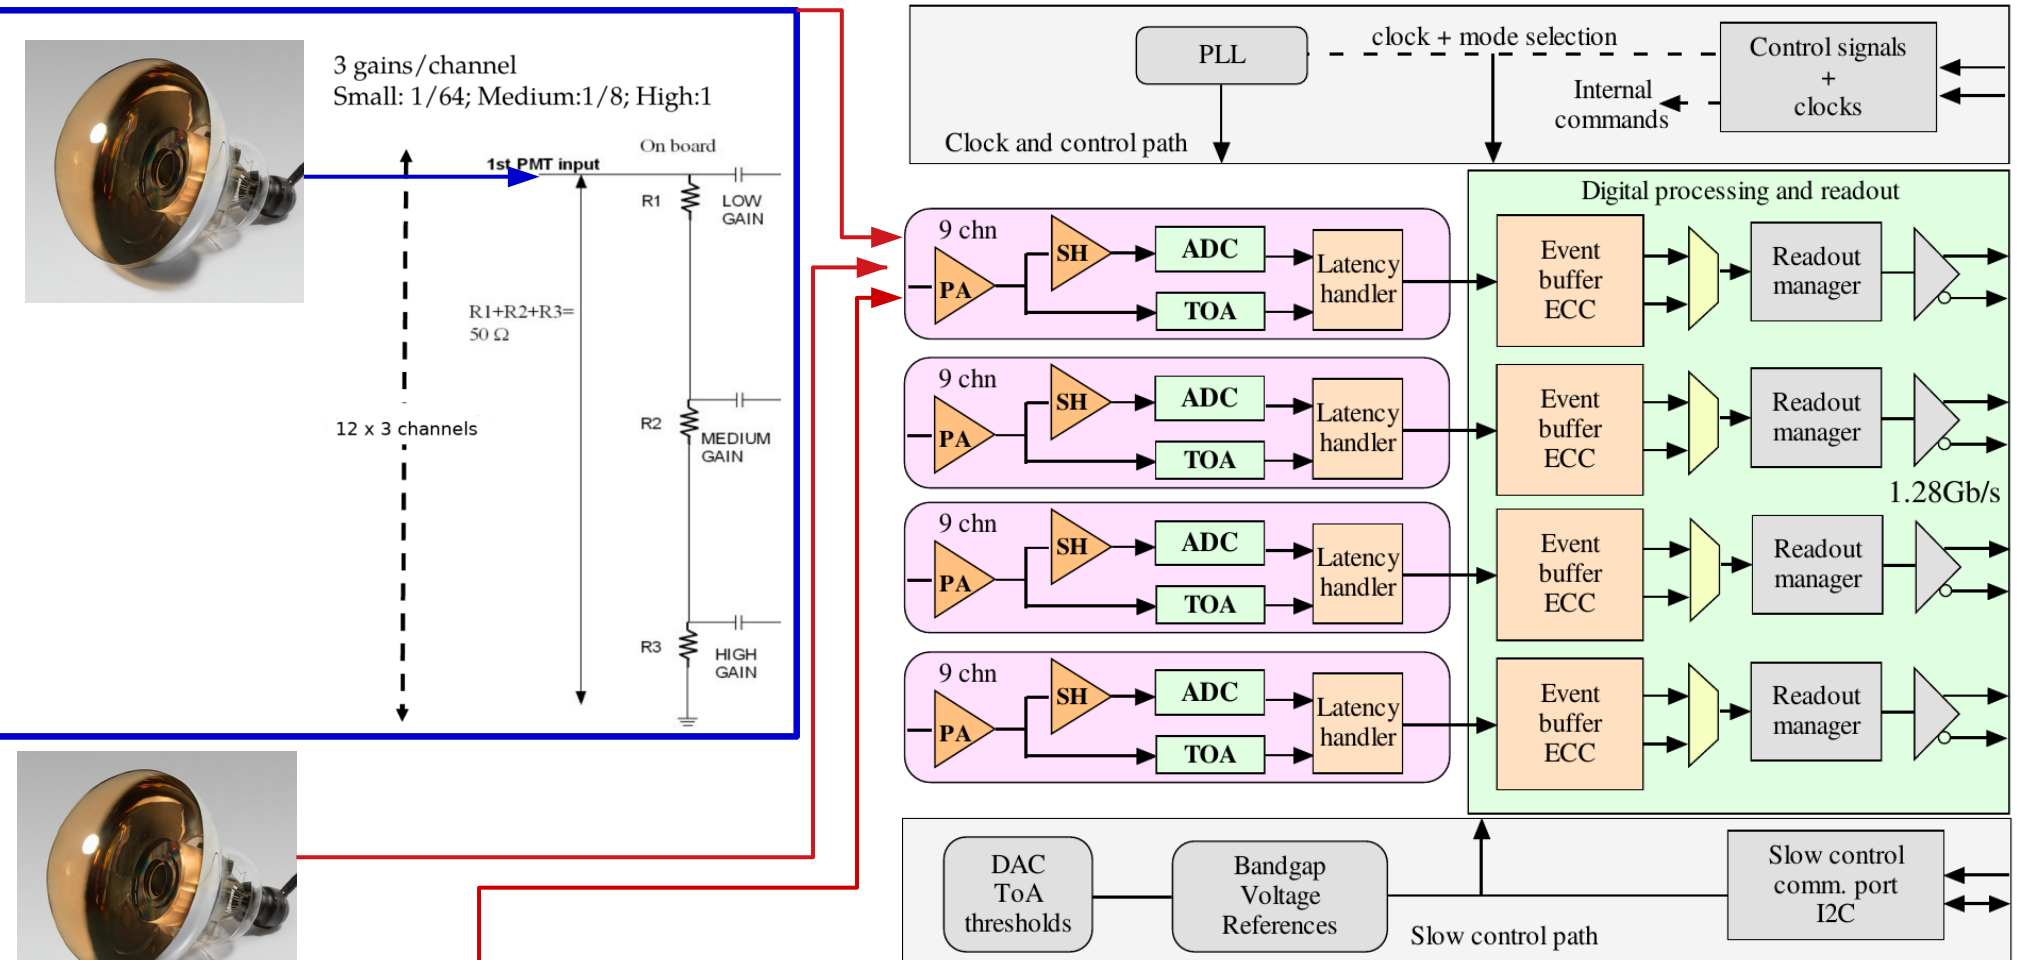 3 gains/channel
Small: 1/64; Medium:1/8; High:1
On board
1st PMT input
R1
LOW
GAIN
R1+R2+R3=
50 Ω
12 x 3 channels
R2
MEDIUM
GAIN
R3
HIGH
GAIN
PLL
clock + mode selection
Control signals
+
clocks
Internal
commands
Clock and control path
Digital processing and readout
9 chn
PA
SH
ADC
TOA
Latency
handler
Event
buffer
ECC
Readout
manager
9 chn
PA
SH
ADC
TOA
Latency
handler
Event
buffer
ECC
Readout
manager
1.28Gb/s
9 chn
PA
SH
ADC
TOA
Latency
handler
Event
buffer
ECC
Readout
manager
9 chn
PA
SH
ADC
TOA
Latency
handler
Event
buffer
ECC
Readout
manager
DAC
ToA
thresholds
Bandgap
Voltage
References
Slow control path
Slow control
comm. port
I2C